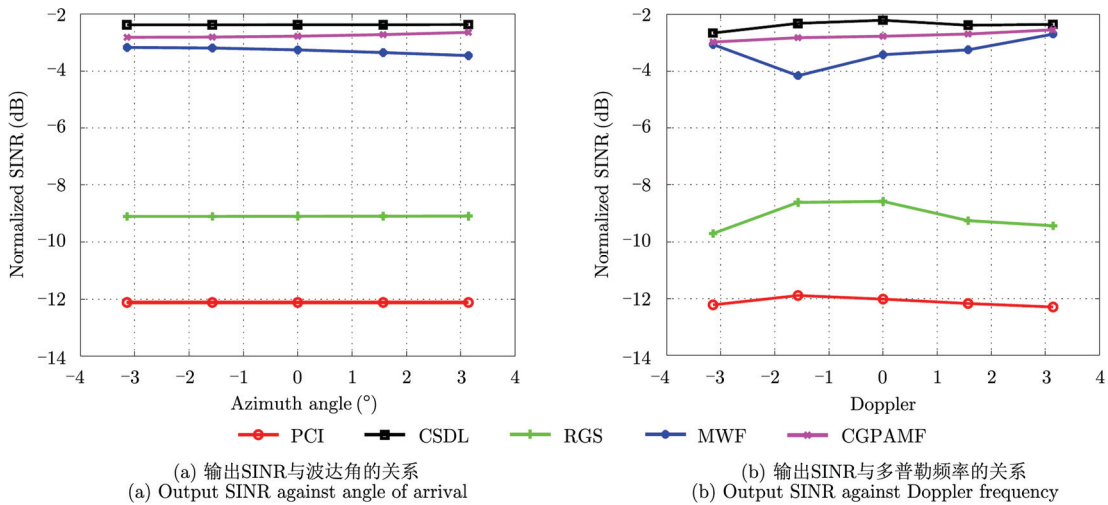 −2
−4
−6
−8
−10
−12
−14
Normalized SINR (dB)
−4 −3 −2 −1 0 1 2 3 4
Azimuth angle (°)
−2
−4
−6
−8
−10
−12
−14
Normalized SINR (dB)
−4 −3 −2 −1 0 1 2 3 4
Doppler
PCI CSDL RGS MWF CGPAMF
(a) 输出SINR与波达角的关系
(a) Output SINR against angle of arrival
(b) 输出SINR与多普勒频率的关系
(b) Output SINR against Doppler frequency